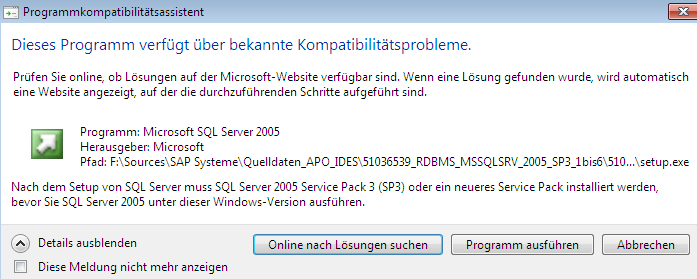 Programmkompatibilitätsassistent
Dieses Programm verfügt über bekannte Kompatibilitätsprobleme.
Prüfen Sie online, ob Lösungen auf der Microsoft-Website verfügbar sind. Wenn eine Lösung gefunden wurde, wird automatisch
eine Website angezeigt, auf der die durchzuführenden Schritte aufgeführt sind.
Programm: Microsoft SQL Server 2005
Herausgeber: Microsoft
Pfad: F:\Sources\SAP Systeme\Quelldaten_APO_IDES\51036539_RDBMS_MSSQLSRV_2005_SP3_1bis6\510...\setup.exe
Nach dem Setup von SQL Server muss SQL Server 2005 Service Pack 3 (SP3) oder ein neueres Service Pack installiert werden,
bevor Sie SQL Server 2005 unter dieser Windows-Version ausführen.
Details ausblenden
Online nach Lösungen suchen
Programm ausführen
Abbrechen
Diese Meldung nicht mehr anzeigen